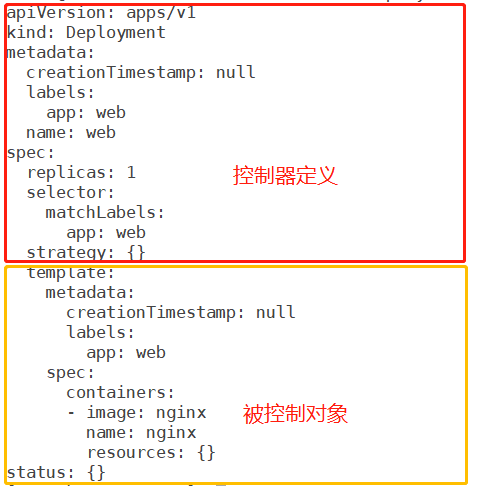 apiVersion: apps/v1
kind: Deployment
metadata:
  creationTimestamp: null
  labels:
    app: web
  name: web
spec:
  replicas: 1 控制器定义
  selector:
    matchLabels:
      app: web
  strategy: {}
  template:
    metadata:
      creationTimestamp: null
      labels:
        app: web
    spec:
      containers:
      - image: nginx 被控制对象
        name: nginx
        resources: {}
status: {}